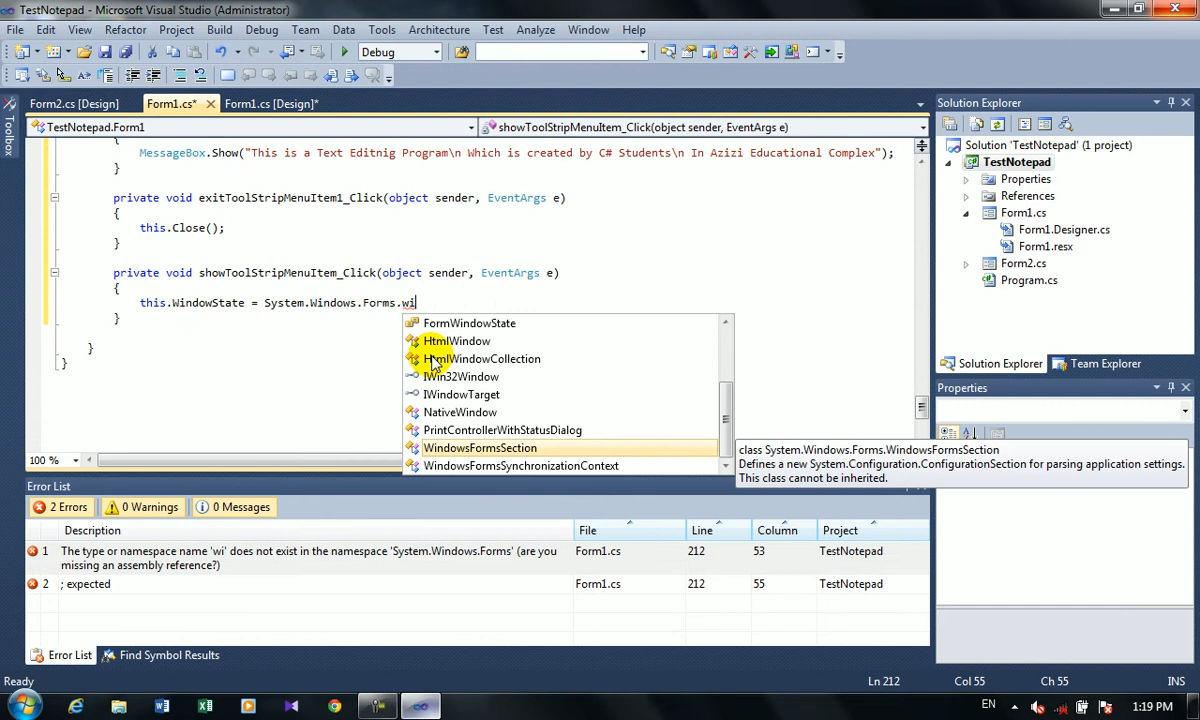 TestNotepad - Microsoft Visual Studio (Administrator)
File Edit View Refactor Project Build Debug Team Data Tools Architecture Test Analyze Window Help
Debug
Form2.cs [Design] Form1.cs* Form1.cs [Design]*
TestNotepad.Form1 showToolStripMenuItem_Click(object sender, EventArgs e)
{
MessageBox.Show("This is a Text Editnig Program\n Which is created by C# Students\n In Azizi Educational Complex");
}
private void exitToolStripMenuItem1_Click(object sender, EventArgs e)
{
this.Close();
}
private void showToolStripMenuItem_Click(object sender, EventArgs e)
{
this.WindowState = System.Windows.Forms.wi
}
}
}
FormWindowState
HtmlWindow
HtmlWindowCollection
IWin32Window
IWindowTarget
NativeWindow
PrintControllerWithStatusDialog
WindowsFormsSection
WindowsFormsSynchronizationContext
class System.Windows.Forms.WindowsFormsSection
Defines a new System.Configuration.ConfigurationSection for parsing application settings.
This class cannot be inherited.
100 %
Toolbox
Solution Explorer
Solution 'TestNotepad' (1 project)
TestNotepad
Properties
References
Form1.cs
Form1.Designer.cs
Form1.resx
Form2.cs
Program.cs
Solution Explorer Team Explorer
Properties
Error List
2 Errors 0 Warnings 0 Messages
Description File Line Column Project
1 The type or namespace name 'wi' does not exist in the namespace 'System.Windows.Forms' (are you missing an assembly reference?) Form1.cs 212 53 TestNotepad
2 ; expected Form1.cs 212 55 TestNotepad
Error List Find Symbol Results
Ready Ln 212 Col 55 Ch 55 INS
EN 1:19 PM